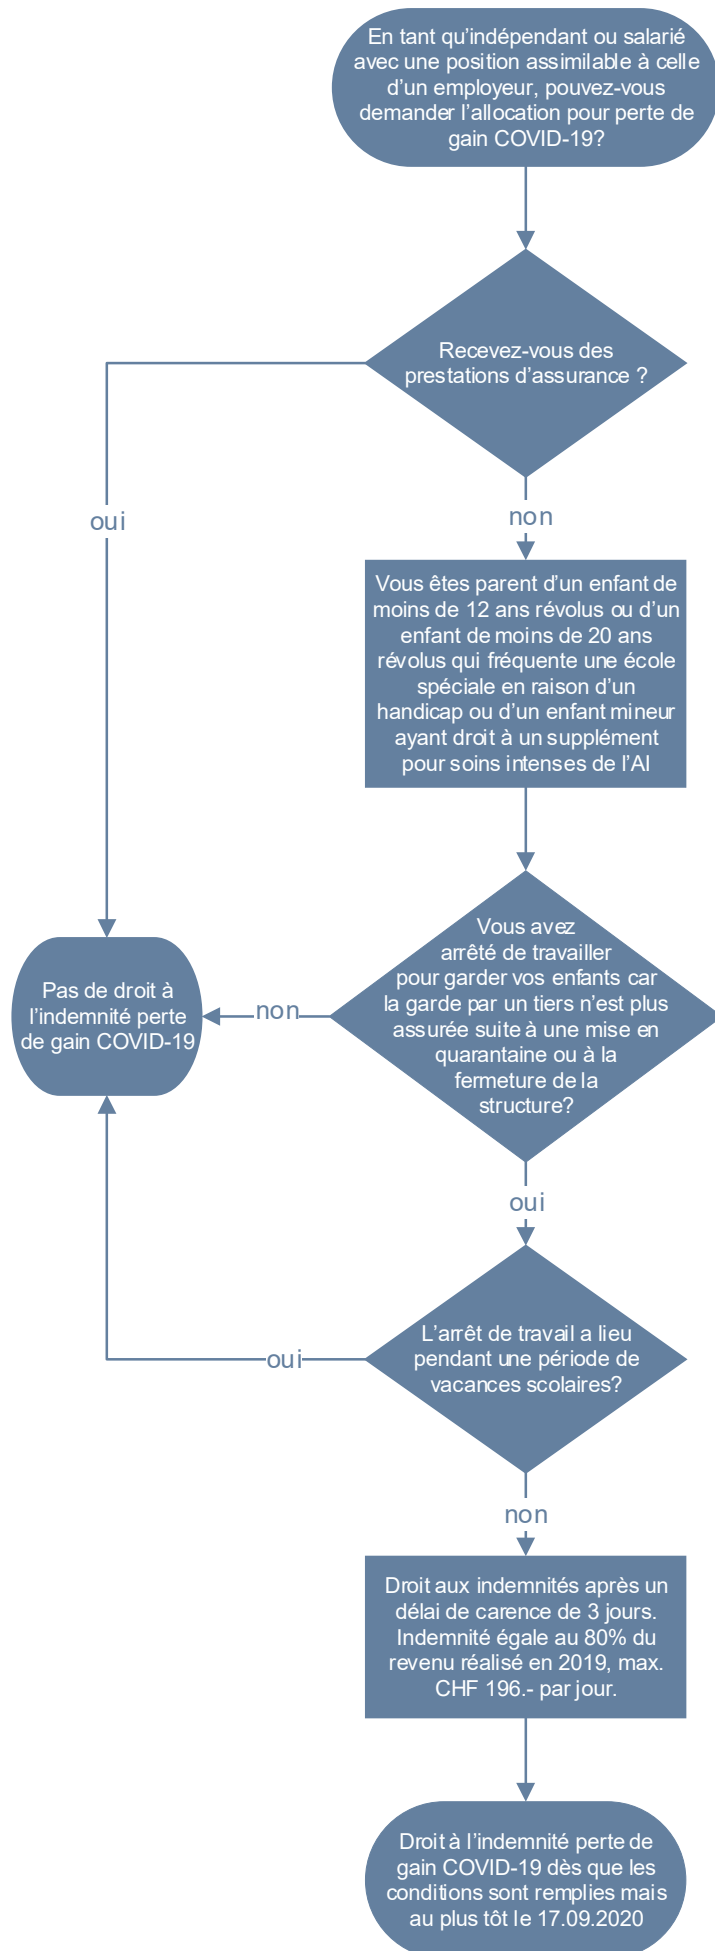 En tant qu'indépendant ou salarié
avec une position assimilable à celle
d'un employeur, pouvez-vous
demander l'allocation pour perte de
gain COVID-19?
Recevez-vous des
prestations d'assurance ?
oui
non
Vous êtes parent d'un enfant de
moins de 12 ans révolus ou d'un
enfant de moins de 20 ans
révolus qui fréquente une école
spéciale en raison d'un
handicap ou d'un enfant mineur
ayant droit à un supplément
pour soins intenses de l'AI
Vous avez
arrêté de travailler
pour garder vos enfants car
la garde par un tiers n'est plus
assurée suite à une mise en
quarantaine ou à la
fermeture de la
structure?
non
Pas de droit à
l'indemnité perte
de gain COVID-19
oui
L'arrêt de travail a lieu
pendant une période de
vacances scolaires?
oui
non
Droit aux indemnités après un
délai de carence de 3 jours.
Indemnité égale au 80% du
revenu réalisé en 2019, max.
CHF 196.- par jour.
Droit à l'indemnité perte de
gain COVID-19 dès que les
conditions sont remplies mais
au plus tôt le 17.09.2020